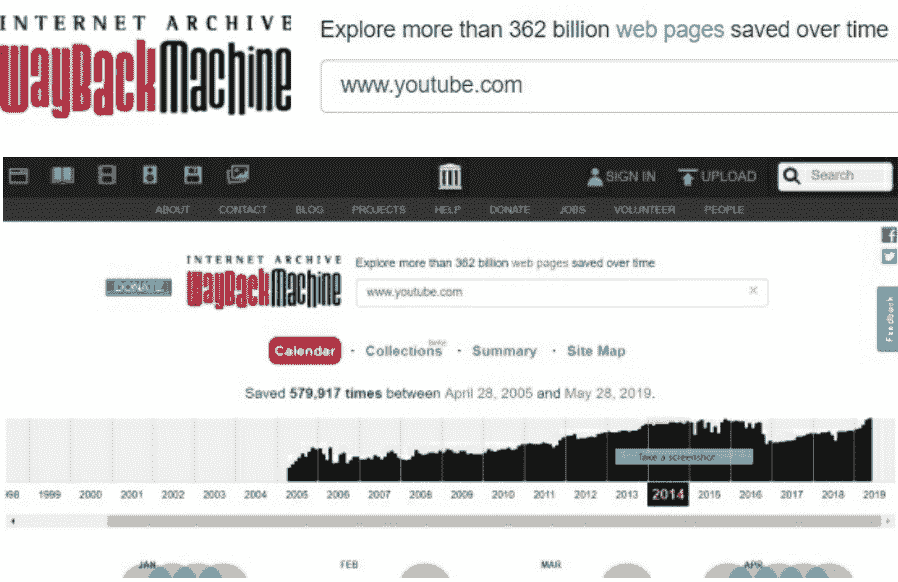 INTERNET ARCHIVE
WayBackMachine
Explore more than 362 billion web pages saved over time
www.youtube.com
SIGN IN UPLOAD Search
ABOUT CONTACT BLOG PROJECTS HELP DONATE JOBS VOLUNTEER PEOPLE
INTERNET ARCHIVE
DONATE WayBackMachine
Explore more than 362 billion web pages saved over time
www.youtube.com ×
Feedback
Calendar · Collections beta · Summary · Site Map
Saved 579,917 times between April 28, 2005 and May 28, 2019.
Take a screenshot
98 1999 2000 2001 2002 2003 2004 2005 2006 2007 2008 2009 2010 2011 2012 2013 2014 2015 2016 2017 2018 2019
JAN FEB MAR APR